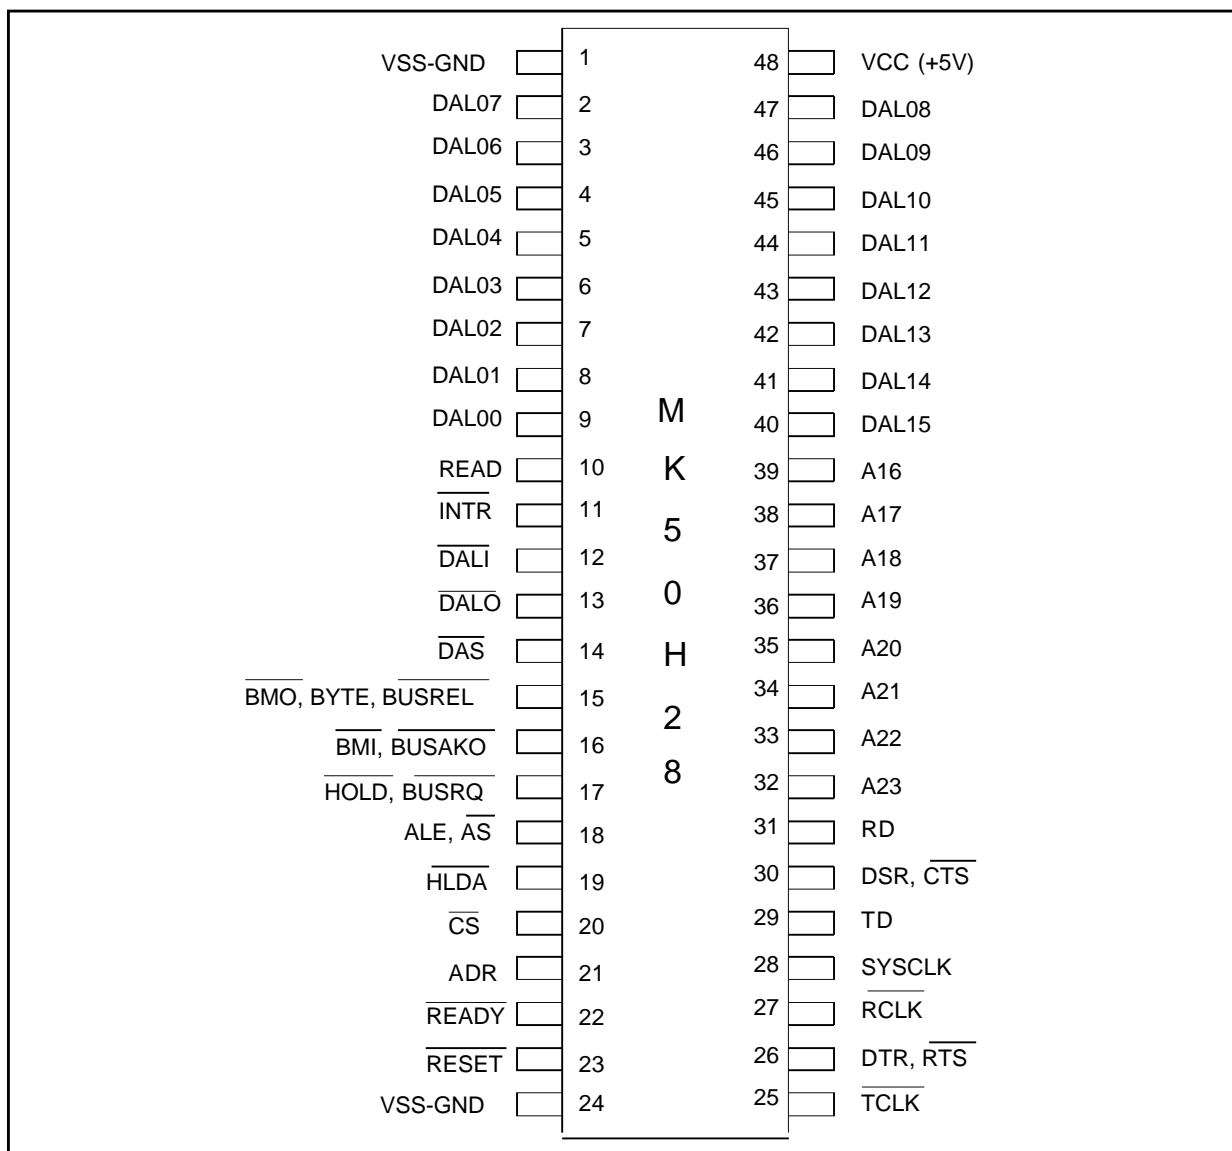 VSS-GND 1 48 VCC (+5V)
DAL07 2 47 DAL08
DAL06 3 46 DAL09
DAL05 4 45 DAL10
DAL04 5 44 DAL11
DAL03 6 43 DAL12
DAL02 7 42 DAL13
DAL01 8 41 DAL14
DAL00 9 40 DAL15
READ 10 39 A16
INTR 11 38 A17
DALI 12 37 A18
DALO 13 36 A19
DAS 14 35 A20
BMO, BYTE, BUSREL 15 34 A21
BMI, BUSAKO 16 33 A22
HOLD, BUSRQ 17 32 A23
ALE, AS 18 31 RD
HLDA 19 30 DSR, CTS
CS 20 29 TD
ADR 21 28 SYSCLK
READY 22 27 RCLK
RESET 23 26 DTR, RTS
VSS-GND 24 25 TCLK
M
K
5
0
H
2
8